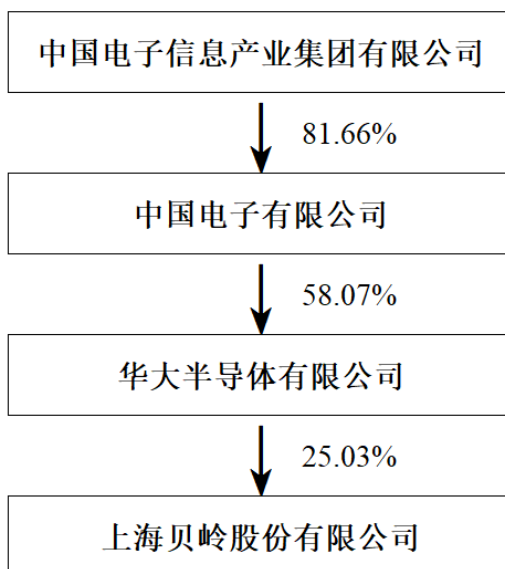 中国电子信息产业集团有限公司
81.66%
中国电子有限公司
58.07%
华大半导体有限公司
25.03%
上海贝岭股份有限公司